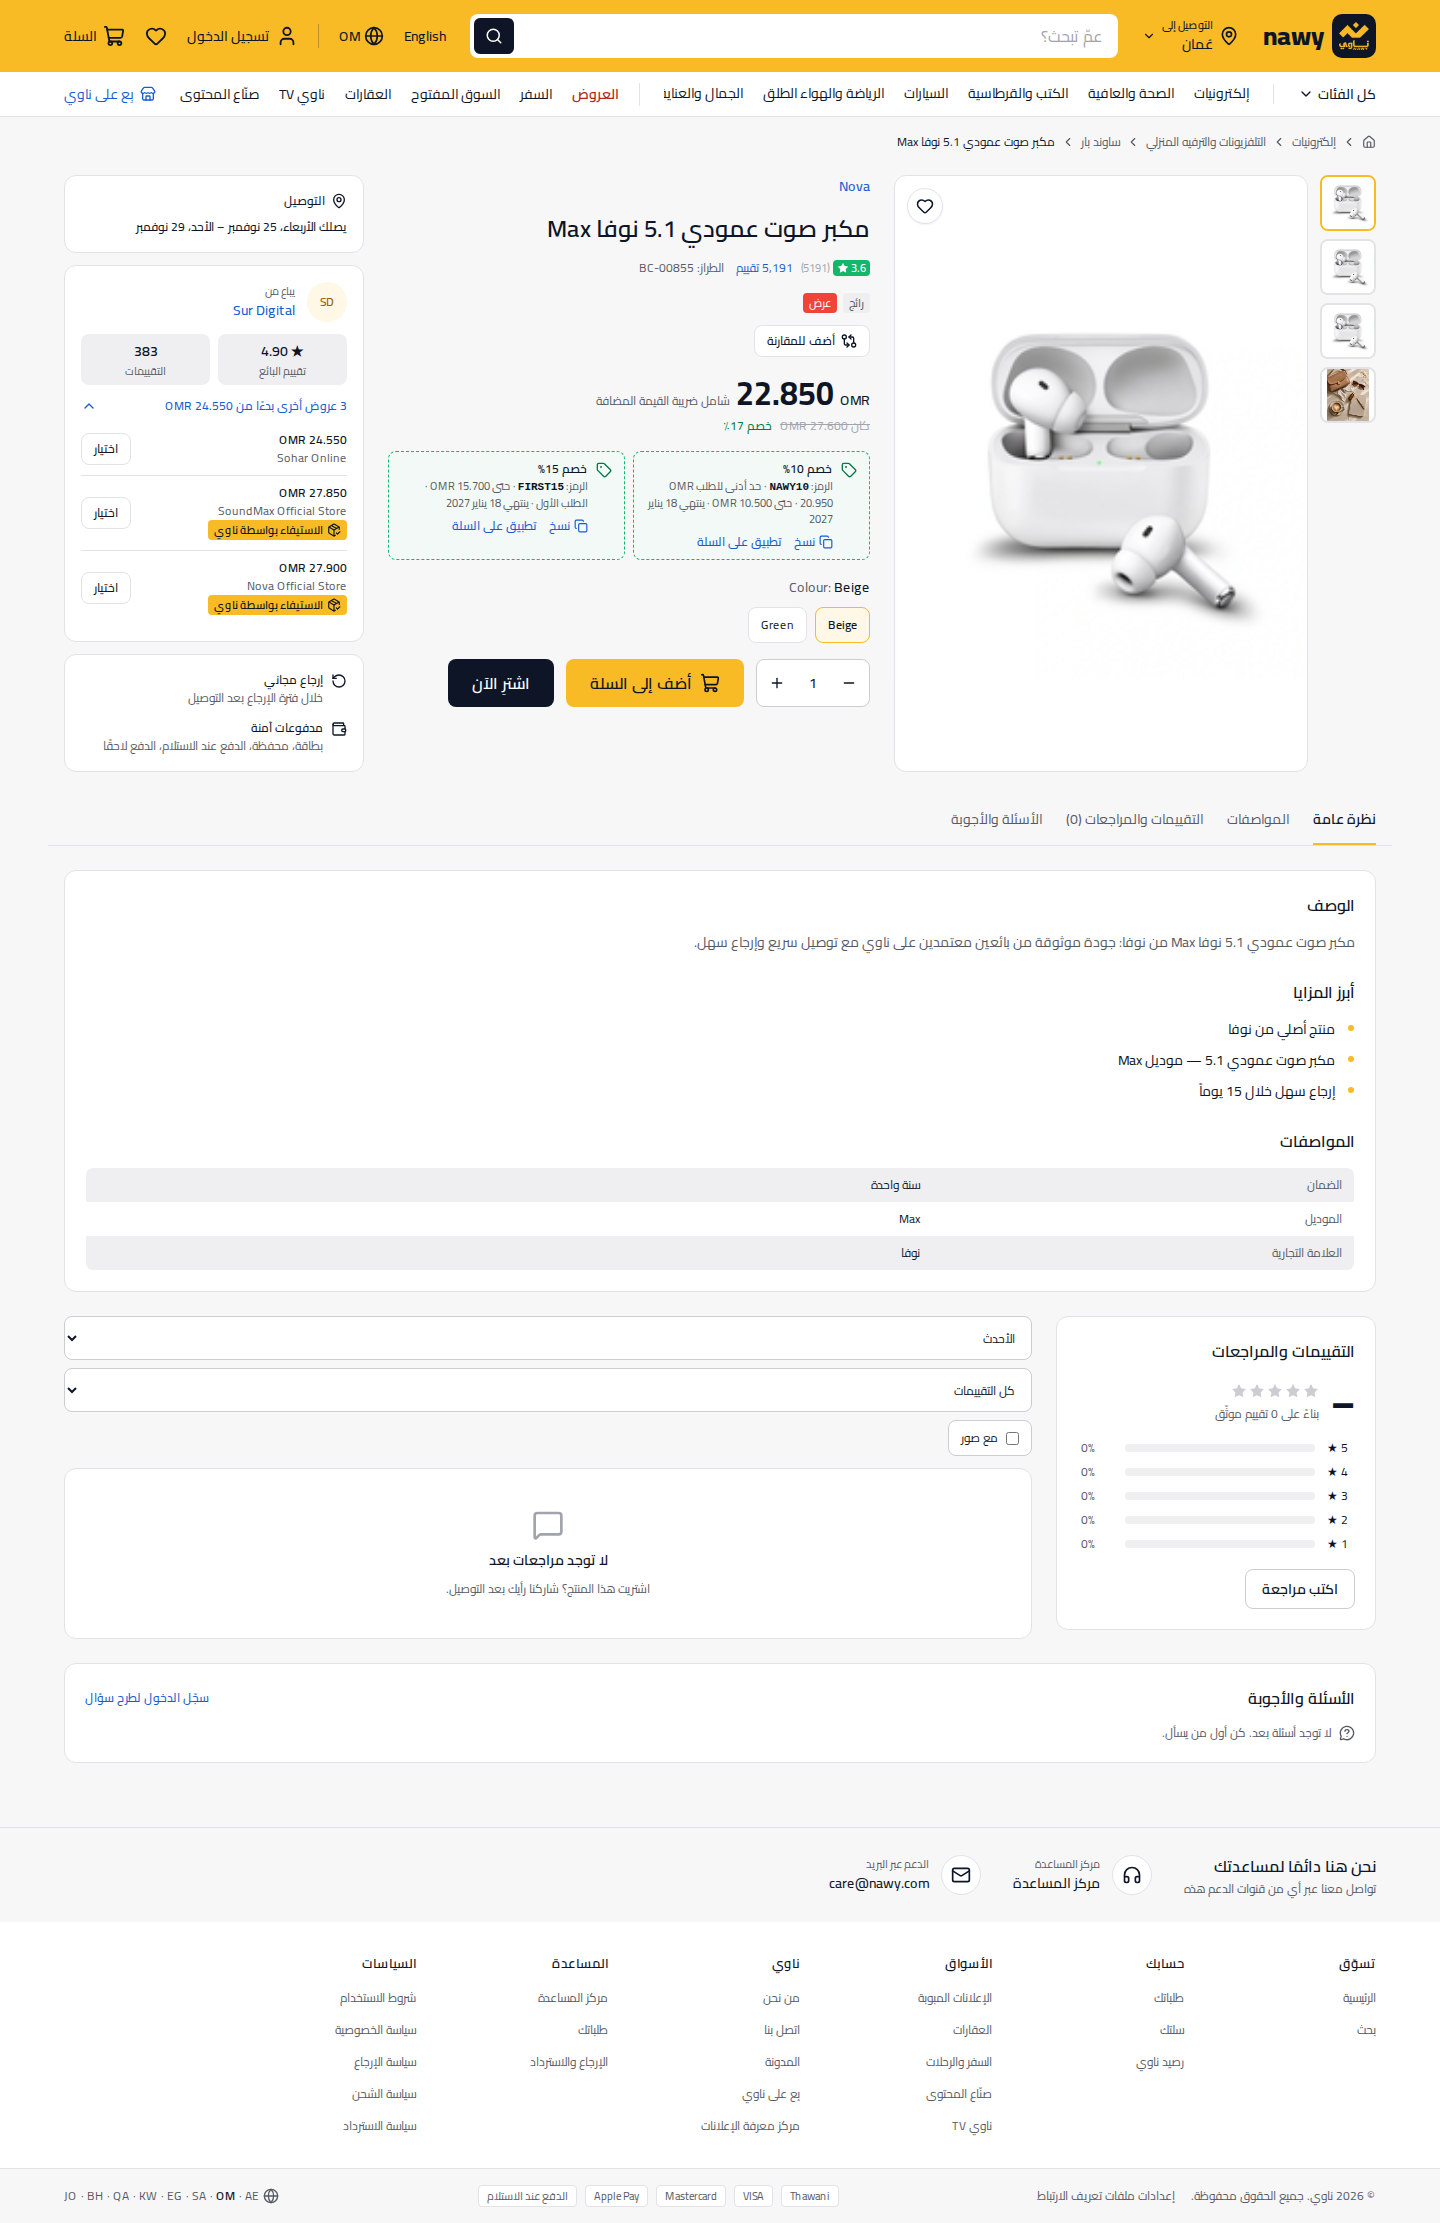 ناوي
NAWY
nawy
التوصيل إلى
عُمان
عمّ تبحث؟
English
OM
تسجيل الدخول
السلة
كل الفئات
إلكترونيات
الصحة والعافية
الكتب والقرطاسية
السيارات
الرياضة والهواء الطلق
الجمال والعناية
العروض
السفر
السوق المفتوح
العقارات
ناوي TV
صنّاع المحتوى
بع على ناوي
إلكترونيات
التلفزيونات والترفيه المنزلي
ساوند بار
مكبر صوت عمودي 5.1 نوفا Max
Nova
مكبر صوت عمودي 5.1 نوفا Max
3.6 ★ (5191) 5,191 تقييم الطراز: BC-00855
رائج
عرض
أضف للمقارنة
OMR 22.850 شامل ضريبة القيمة المضافة
كان OMR 27.600 خصم 17٪
خصم 10%
الرمز: NAWY10 · حد أدنى للطلب OMR
20.950 · حتى OMR 10.500 · ينتهي 18 يناير
2027
نسخ
تطبيق على السلة
خصم 15%
الرمز: FIRST15 · حتى OMR 15.700 ·
الطلب الأول · ينتهي 18 يناير 2027
نسخ
تطبيق على السلة
Colour: Beige
Beige
Green
1
أضف إلى السلة
اشترِ الآن
التوصيل
يصلك الأربعاء، 25 نوفمبر – الأحد، 29 نوفمبر
SD
يباع من
Sur Digital
4.90 ★
تقييم البائع
383
التقييمات
3 عروض أخرى بدءًا من OMR 24.550
OMR 24.550
Sohar Online
اختيار
OMR 27.850
SoundMax Official Store
الاستيفاء بواسطة ناوي
اختيار
OMR 27.900
Nova Official Store
الاستيفاء بواسطة ناوي
اختيار
إرجاع مجاني
خلال فترة الإرجاع بعد التوصيل
مدفوعات آمنة
بطاقة، محفظة، الدفع عند الاستلام، الدفع لاحقًا
نظرة عامة
المواصفات
التقييمات والمراجعات (0)
الأسئلة والأجوبة
الوصف
مكبر صوت عمودي 5.1 نوفا Max من نوفا: جودة موثوقة من بائعين معتمدين على ناوي مع توصيل سريع وإرجاع سهل.
أبرز المزايا
منتج أصلي من نوفا
مكبر صوت عمودي 5.1 — موديل Max
إرجاع سهل خلال 15 يوماً
المواصفات
الضمان
سنة واحدة
الموديل
Max
العلامة التجارية
نوفا
التقييمات والمراجعات
–
بناءً على 0 تقييم موثّق
5 ★ 0%
4 ★ 0%
3 ★ 0%
2 ★ 0%
1 ★ 0%
اكتب مراجعة
الأحدث
كل التقييمات
مع صور
لا توجد مراجعات بعد
اشتريت هذا المنتج؟ شاركنا رأيك بعد التوصيل.
الأسئلة والأجوبة
سجّل الدخول لطرح سؤال
لا توجد أسئلة بعد. كن أول من يسأل.
نحن هنا دائمًا لمساعدتك
تواصل معنا عبر أي من قنوات الدعم هذه
مركز المساعدة
مركز المساعدة
الدعم عبر البريد
care@nawy.com
تسوّق
الرئيسية
بحث
حسابك
طلباتك
سلتك
رصيد ناوي
الأسواق
الإعلانات المبوبة
العقارات
السفر والرحلات
صنّاع المحتوى
ناوي TV
ناوي
من نحن
اتصل بنا
المدونة
بع على ناوي
مركز معرفة الإعلانات
المساعدة
مركز المساعدة
طلباتك
الإرجاع والاسترداد
السياسات
شروط الاستخدام
سياسة الخصوصية
سياسة الإرجاع
سياسة الشحن
سياسة الاسترداد
© 2026 ناوي. جميع الحقوق محفوظة.
إعدادات ملفات تعريف الارتباط
Thawani
VISA
Mastercard
Apple Pay
الدفع عند الاستلام
JO · BH · QA · KW · EG · SA · OM · AE